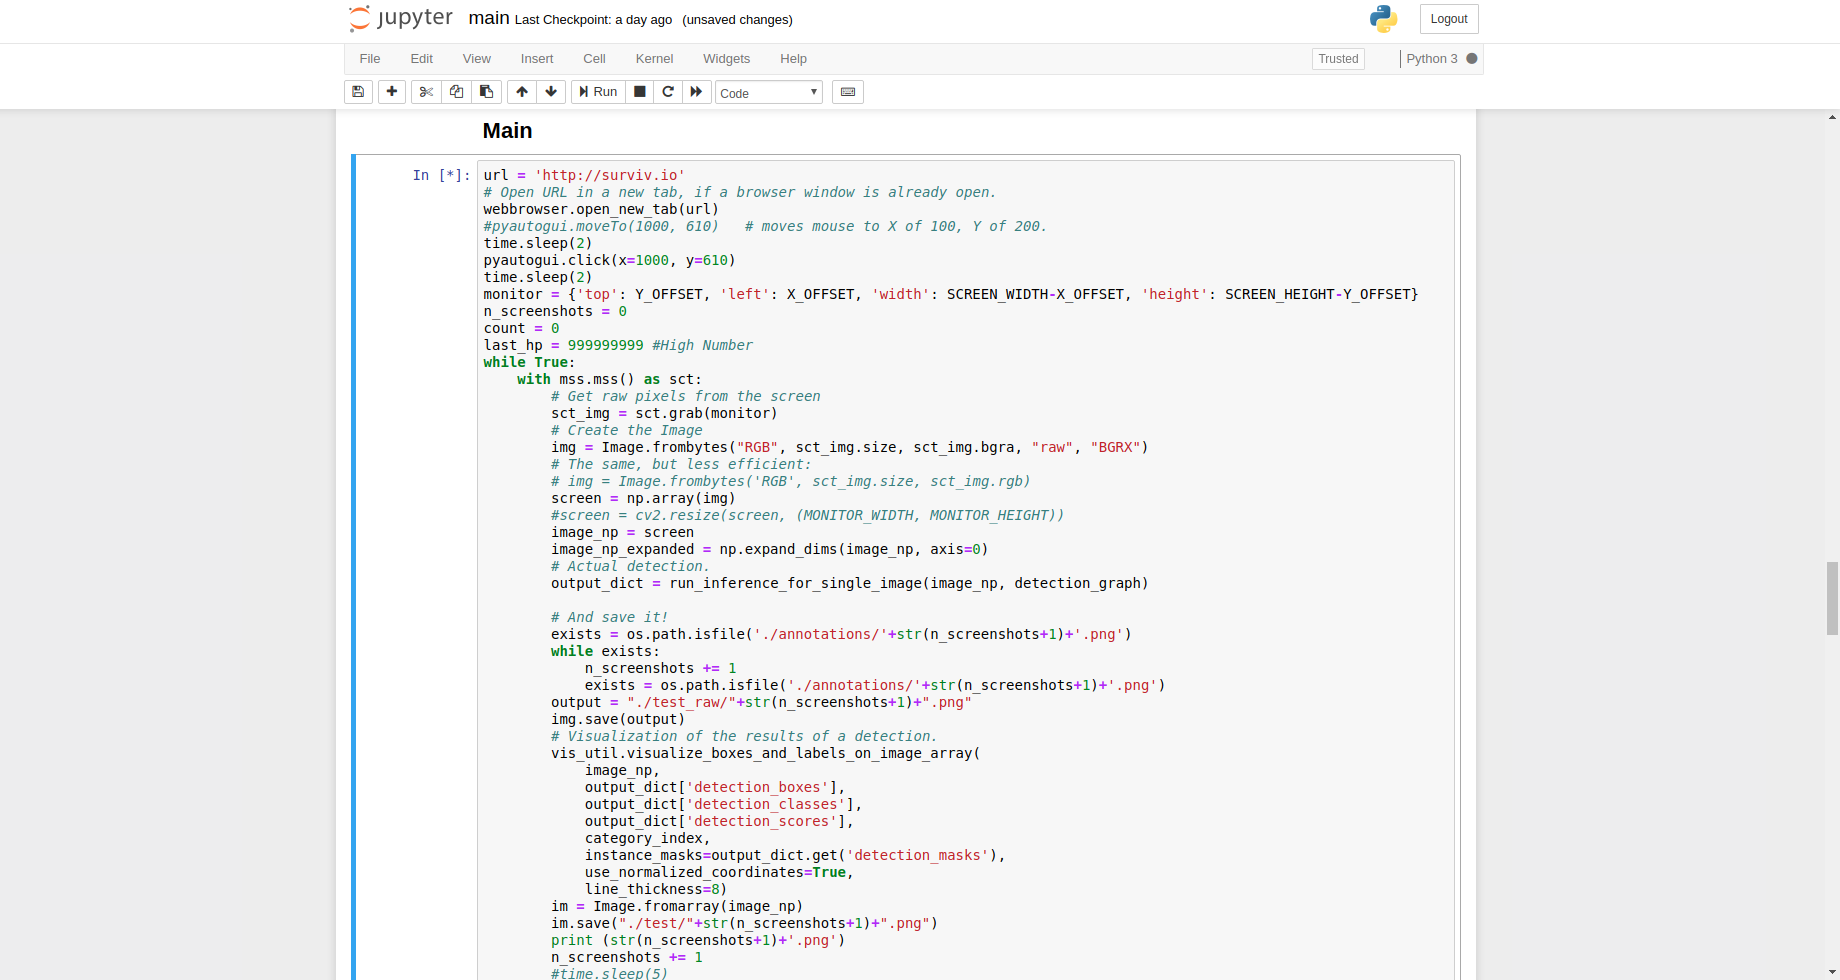 jupyter main Last Checkpoint: a day ago (unsaved changes) Logout
File Edit View Insert Cell Kernel Widgets Help Trusted Python 3
Run Code
Main
In [*]:
url = 'http://surviv.io'
# Open URL in a new tab, if a browser window is already open.
webbrowser.open_new_tab(url)
#pyautogui.moveTo(1000, 610)   # moves mouse to X of 100, Y of 200.
time.sleep(2)
pyautogui.click(x=1000, y=610)
time.sleep(2)
monitor = {'top': Y_OFFSET, 'left': X_OFFSET, 'width': SCREEN_WIDTH-X_OFFSET, 'height': SCREEN_HEIGHT-Y_OFFSET}
n_screenshots = 0
count = 0
last_hp = 999999999 #High Number
while True:
    with mss.mss() as sct:
        # Get raw pixels from the screen
        sct_img = sct.grab(monitor)
        # Create the Image
        img = Image.frombytes("RGB", sct_img.size, sct_img.bgra, "raw", "BGRX")
        # The same, but less efficient:
        # img = Image.frombytes('RGB', sct_img.size, sct_img.rgb)
        screen = np.array(img)
        #screen = cv2.resize(screen, (MONITOR_WIDTH, MONITOR_HEIGHT))
        image_np = screen
        image_np_expanded = np.expand_dims(image_np, axis=0)
        # Actual detection.
        output_dict = run_inference_for_single_image(image_np, detection_graph)
        # And save it!
        exists = os.path.isfile('./annotations/'+str(n_screenshots+1)+'.png')
        while exists:
            n_screenshots += 1
            exists = os.path.isfile('./annotations/'+str(n_screenshots+1)+'.png')
        output = "./test_raw/"+str(n_screenshots+1)+".png"
        img.save(output)
        # Visualization of the results of a detection.
        vis_util.visualize_boxes_and_labels_on_image_array(
            image_np,
            output_dict['detection_boxes'],
            output_dict['detection_classes'],
            output_dict['detection_scores'],
            category_index,
            instance_masks=output_dict.get('detection_masks'),
            use_normalized_coordinates=True,
            line_thickness=8)
        im = Image.fromarray(image_np)
        im.save("./test/"+str(n_screenshots+1)+".png")
        print (str(n_screenshots+1)+'.png')
        n_screenshots += 1
        #time.sleep(5)